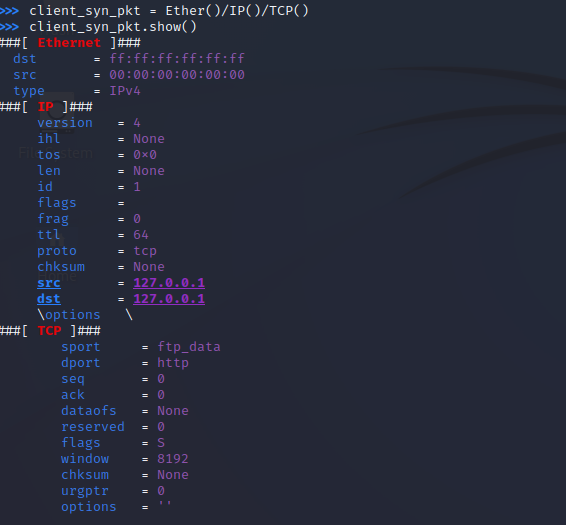 >>> client_syn_pkt = Ether()/IP()/TCP()
>>> client_syn_pkt.show()
###[ Ethernet ]###
  dst       = ff:ff:ff:ff:ff:ff
  src       = 00:00:00:00:00:00
  type      = IPv4
###[ IP ]###
     version   = 4
     ihl       = None
     tos       = 0×0
     len       = None
     id        = 1
     flags     =
     frag      = 0
     ttl       = 64
     proto     = tcp
     chksum    = None
     src       = 127.0.0.1
     dst       = 127.0.0.1
     \options   \
###[ TCP ]###
        sport     = ftp_data
        dport     = http
        seq       = 0
        ack       = 0
        dataofs   = None
        reserved  = 0
        flags     = S
        window    = 8192
        chksum    = None
        urgptr    = 0
        options   = ''